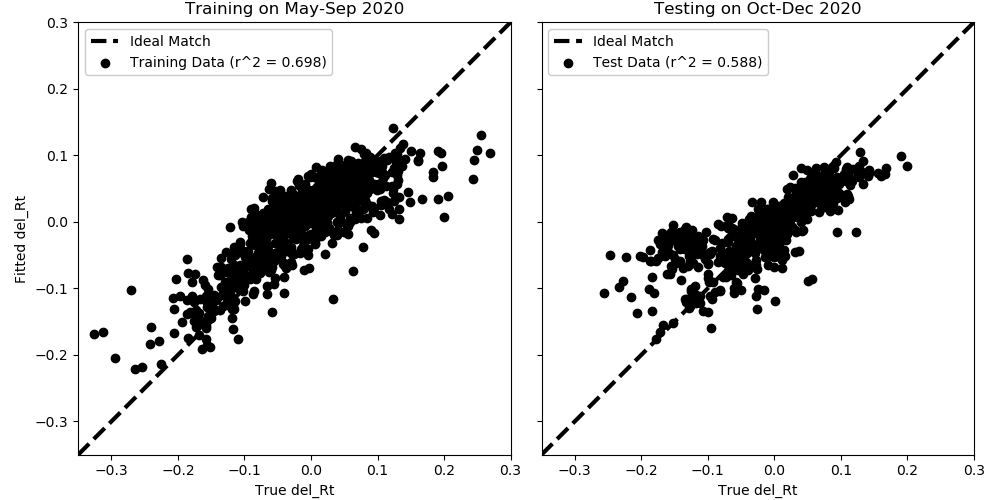 Training on May-Sep 2020
Testing on Oct-Dec 2020
Ideal Match
Training Data (r^2 = 0.698)
Ideal Match
Test Data (r^2 = 0.588)
Fitted del_Rt
0.3
0.2
0.1
0.0
−0.1
−0.2
−0.3
−0.3 −0.2 −0.1 0.0 0.1 0.2 0.3
−0.3 −0.2 −0.1 0.0 0.1 0.2 0.3
True del_Rt
True del_Rt